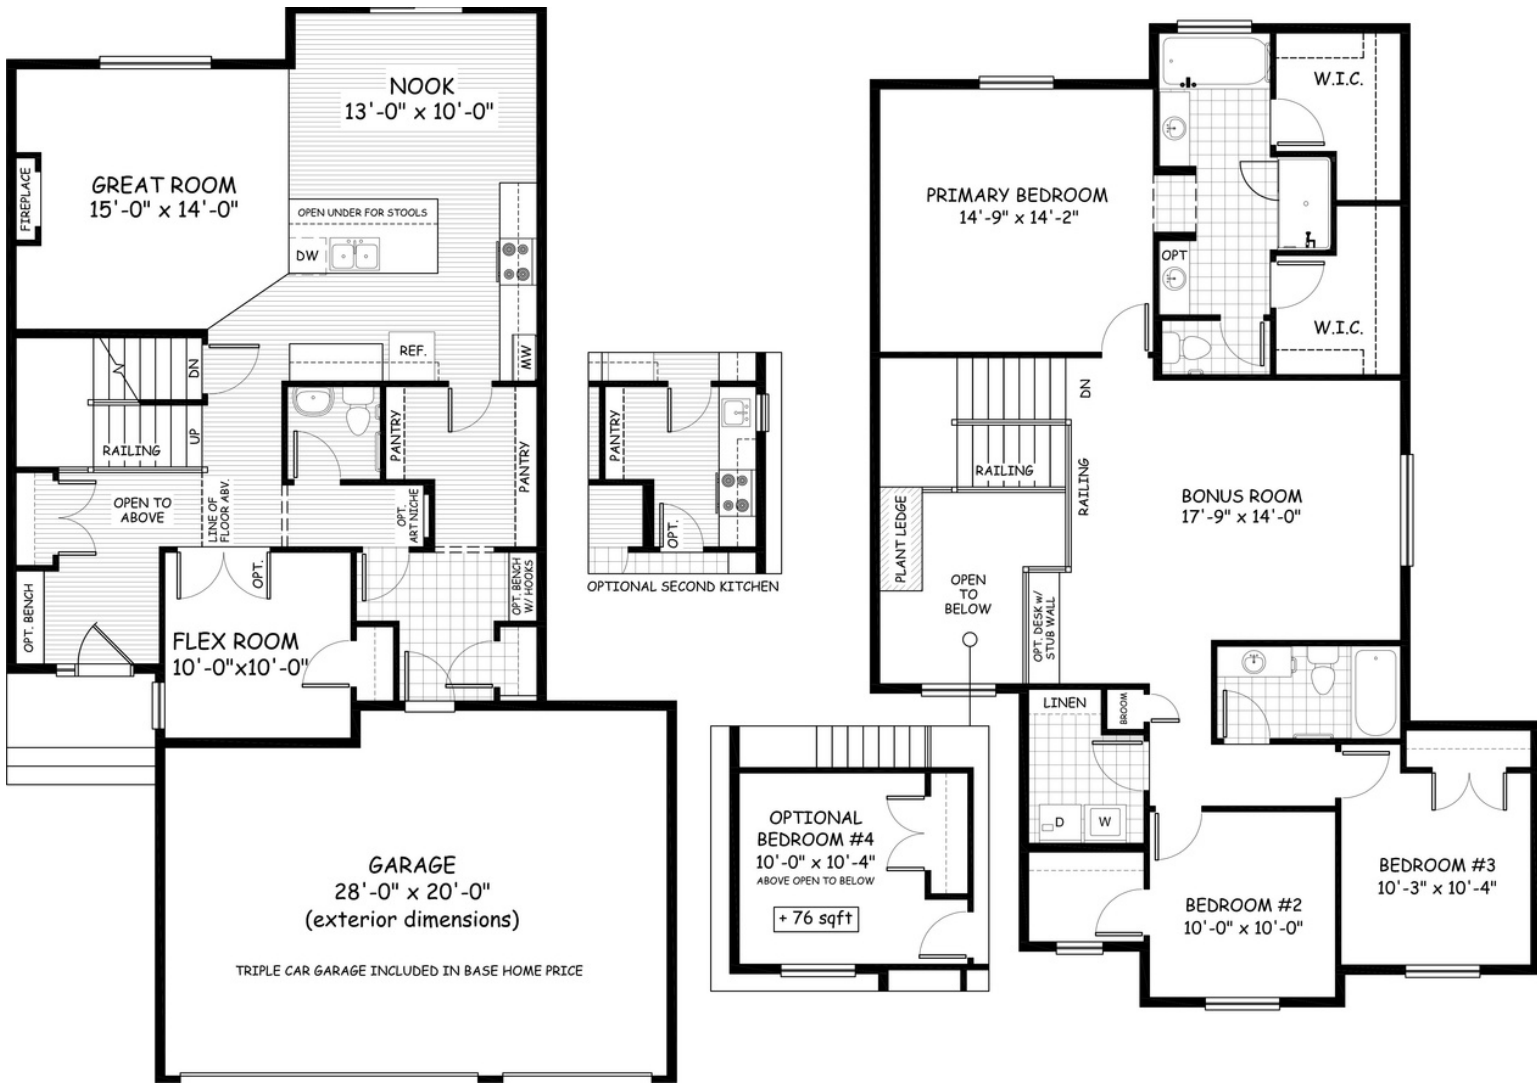 NOOK
13'-0" x 10'-0"
GREAT ROOM
15'-0" x 14'-0"
FIREPLACE
OPEN UNDER FOR STOOLS
DW
REF.
MW
DN
UP
RAILING
PANTRY
PANTRY
OPEN TO
ABOVE
LINE OF
FLOOR ABV.
OPT.
ART NICHE
OPT.
OPT. BENCH
W/ HOOKS
OPT. BENCH
FLEX ROOM
10'-0"x10'-0"
GARAGE
28'-0" x 20'-0"
(exterior dimensions)
TRIPLE CAR GARAGE INCLUDED IN BASE HOME PRICE
PANTRY
OPT.
OPTIONAL SECOND KITCHEN
W.I.C.
PRIMARY BEDROOM
14'-9" x 14'-2"
OPT
W.I.C.
DN
RAILING
RAILING
PLANT LEDGE
BONUS ROOM
17'-9" x 14'-0"
OPEN
TO
BELOW
OPT. DESK w/
STUB WALL
LINEN
BROOM
D
W
BEDROOM #2
10'-0" x 10'-0"
BEDROOM #3
10'-3" x 10'-4"
OPTIONAL
BEDROOM #4
10'-0" x 10'-4"
ABOVE OPEN TO BELOW
+ 76 sqft